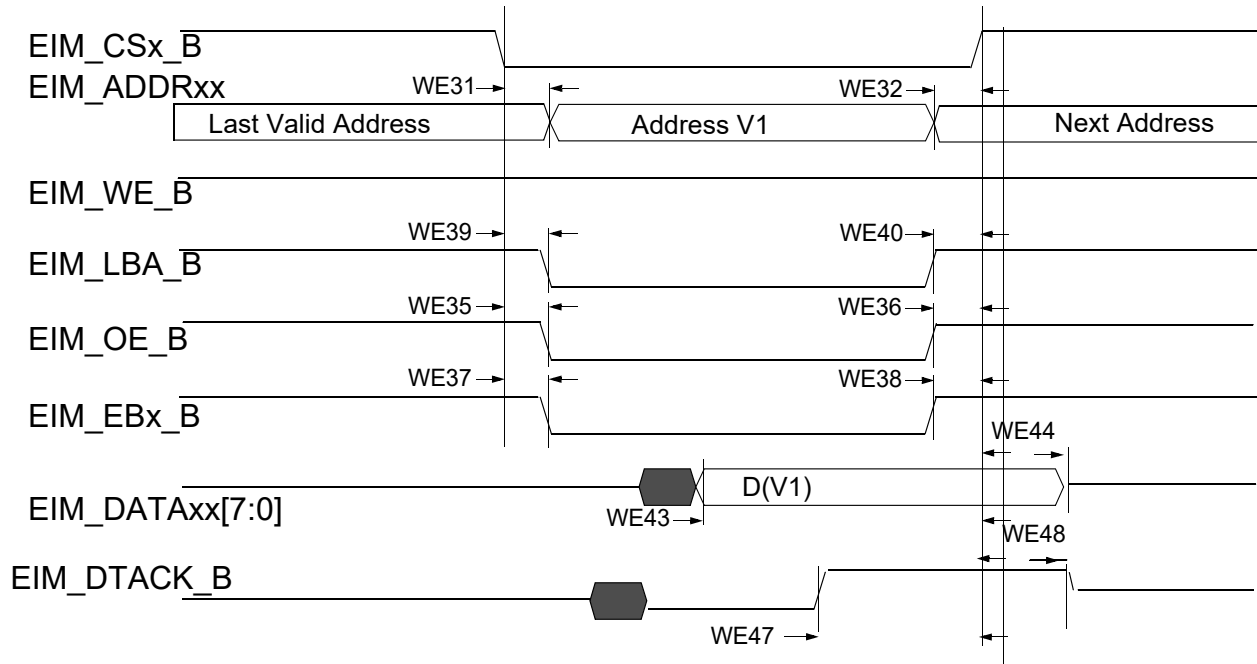 EIM_CSx_B
EIM_ADDRxx
WE31
WE32
Last Valid Address
Address V1
Next Address
EIM_WE_B
WE39
WE40
EIM_LBA_B
WE35
WE36
EIM_OE_B
WE37
WE38
EIM_EBx_B
WE44
D(V1)
EIM_DATAxx[7:0]
WE43
WE48
EIM_DTACK_B
WE47